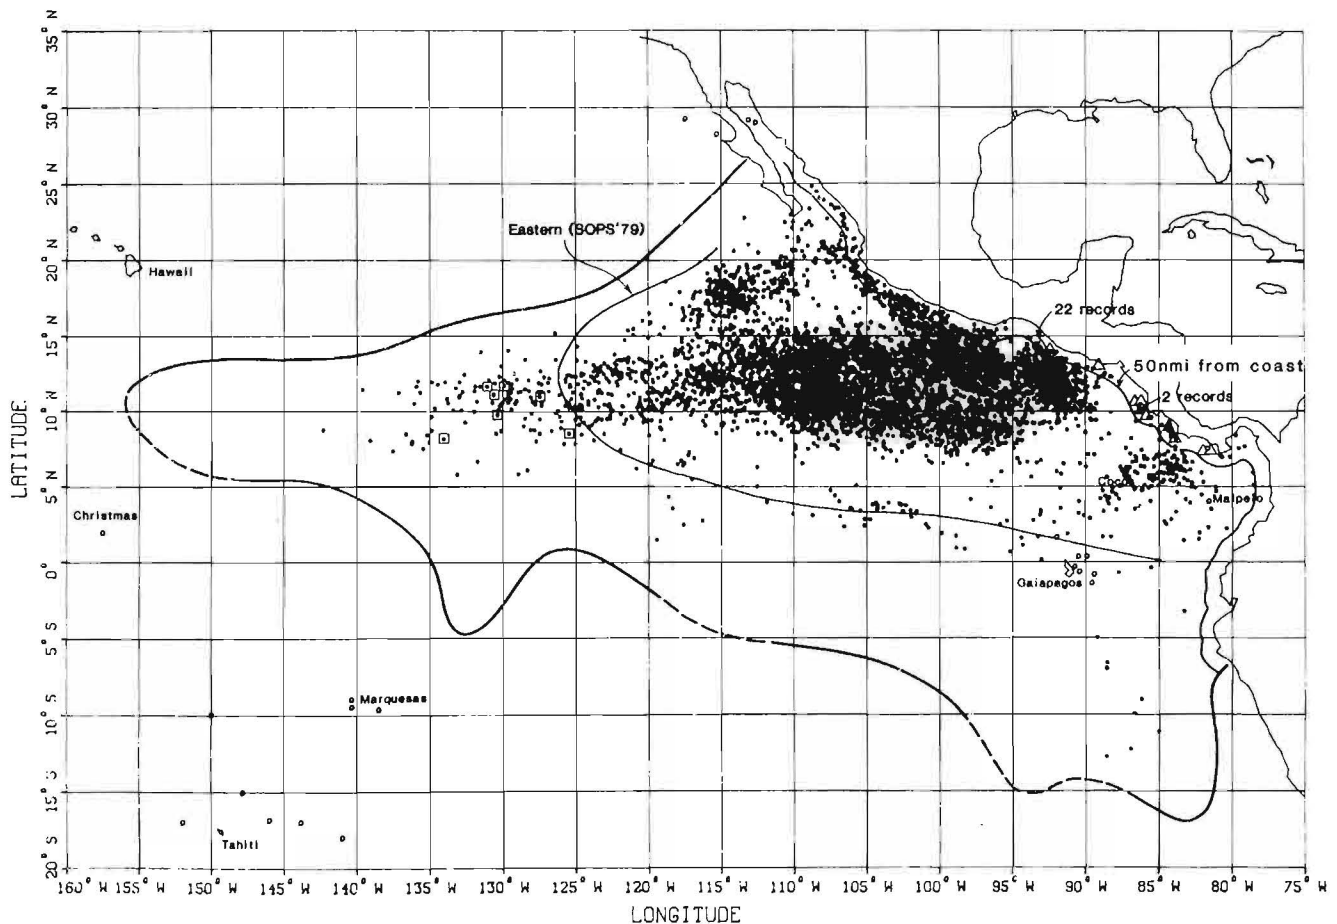 35° N
30° N
25° N
20° N
15° N
10° N
5° N
0°
5° S
10° S
15° S
20° S
LATITUDE
Eastern (SOPS'79)
Hawaii
22 records
50nmi from coast
2 records
Coco
Malpelo
Christmas
Galapagos
Marquesas
Tahiti
160° W 155° W 150° W 145° W 140° W 135° W 130° W 125° W 120° W 115° W 110° W 105° W 100° W 95° W 90° W 85° W 80° W 75° W
LONGITUDE